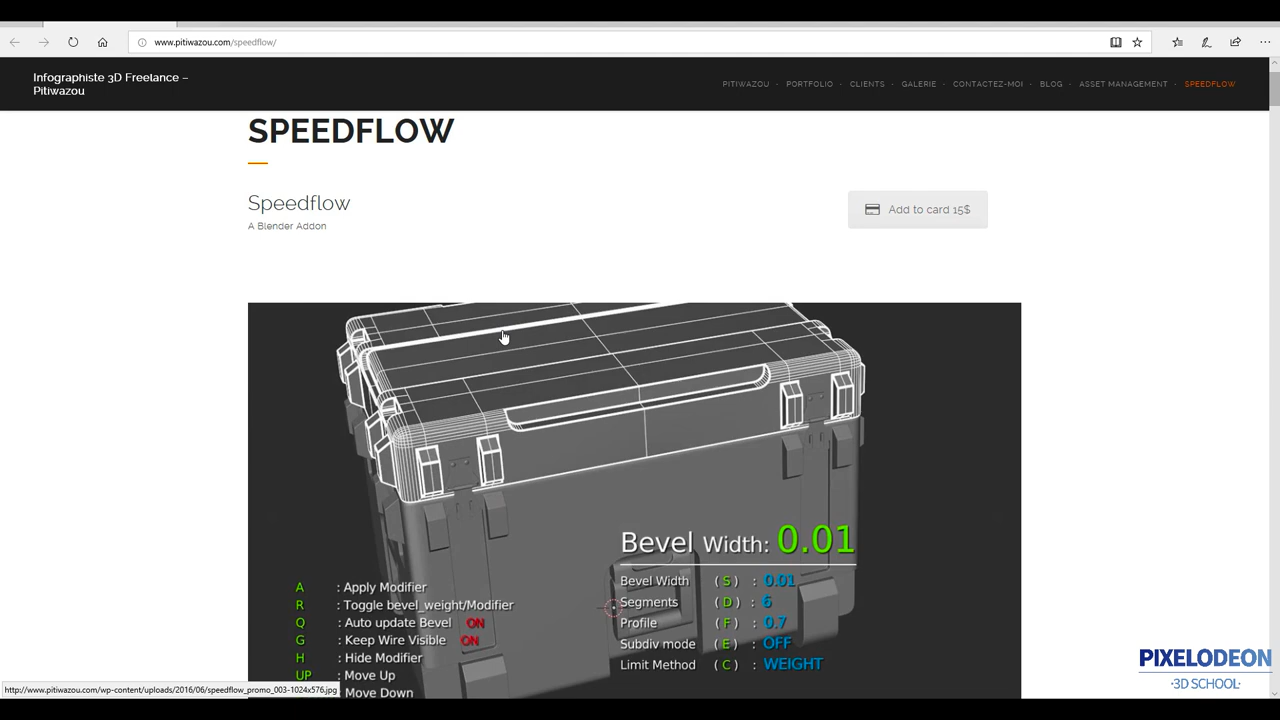 www.pitiwazou.com/speedflow/
Infographiste 3D Freelance –
Pitiwazou
PITIWAZOU · PORTFOLIO · CLIENTS · GALERIE · CONTACTEZ-MOI · BLOG · ASSET MANAGEMENT · SPEEDFLOW
SPEEDFLOW
Speedflow
A Blender Addon
Add to card 15$
Bevel Width: 0.01
Bevel Width ( S ) : 0.01
Segments ( D ) : 6
Profile ( F ) : 0.7
Subdiv mode ( E ) : OFF
Limit Method ( C ) : WEIGHT
A : Apply Modifier
R : Toggle bevel_weight/Modifier
Q : Auto update Bevel ON
G : Keep Wire Visible ON
H : Hide Modifier
UP : Move Up
: Move Down
http://www.pitiwazou.com/wp-content/uploads/2016/06/speedflow_promo_003-1024x576.jpg
PIXELODEON
·3D SCHOOL·